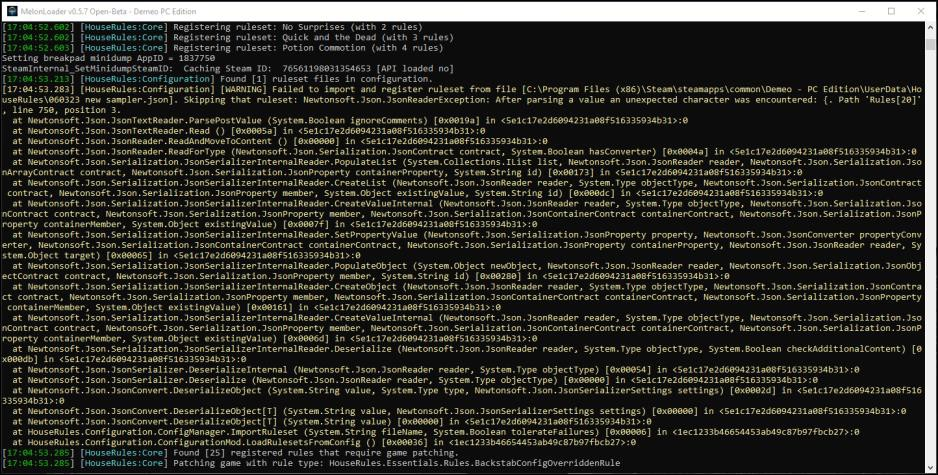 MelonLoader v0.5.7 Open-Beta - Demeo PC Edition
[17:04:52.602] [HouseRules:Core] Registering ruleset: No Surprises (with 2 rules)
[17:04:52.602] [HouseRules:Core] Registering ruleset: Quick and the Dead (with 3 rules)
[17:04:52.603] [HouseRules:Core] Registering ruleset: Potion Commotion (with 4 rules)
Setting breakpad minidump AppID = 1837750
SteamInternal_SetMinidumpSteamID:  Caching Steam ID:  76561198031354653 [API loaded no]
[17:04:53.213] [HouseRules:Configuration] Found [1] ruleset files in configuration.
[17:04:53.283] [HouseRules:Configuration] [WARNING] Failed to import and register ruleset from file [C:\Program Files (x86)\Steam\steamapps\common\Demeo - PC Edition\UserData\Ho
useRules\060323 new sampler.json]. Skipping that ruleset: Newtonsoft.Json.JsonReaderException: After parsing a value an unexpected character was encountered: {. Path 'Rules[20]'
, line 750, position 3.
  at Newtonsoft.Json.JsonTextReader.ParsePostValue (System.Boolean ignoreComments) [0x0019a] in <5e1c17e2d6094231a08f516335934b31>:0
  at Newtonsoft.Json.JsonTextReader.Read () [0x0005a] in <5e1c17e2d6094231a08f516335934b31>:0
  at Newtonsoft.Json.JsonReader.ReadAndMoveToContent () [0x00000] in <5e1c17e2d6094231a08f516335934b31>:0
  at Newtonsoft.Json.JsonReader.ReadForType (Newtonsoft.Json.Serialization.JsonContract contract, System.Boolean hasConverter) [0x0004a] in <5e1c17e2d6094231a08f516335934b31>:0
  at Newtonsoft.Json.Serialization.JsonSerializerInternalReader.PopulateList (System.Collections.IList list, Newtonsoft.Json.JsonReader reader, Newtonsoft.Json.Serialization.Jso
nArrayContract contract, Newtonsoft.Json.Serialization.JsonProperty containerProperty, System.String id) [0x00173] in <5e1c17e2d6094231a08f516335934b31>:0
  at Newtonsoft.Json.Serialization.JsonSerializerInternalReader.CreateList (Newtonsoft.Json.JsonReader reader, System.Type objectType, Newtonsoft.Json.Serialization.JsonContract
 contract, Newtonsoft.Json.Serialization.JsonProperty member, System.Object existingValue, System.String id) [0x000dc] in <5e1c17e2d6094231a08f516335934b31>:0
  at Newtonsoft.Json.Serialization.JsonSerializerInternalReader.CreateValueInternal (Newtonsoft.Json.JsonReader reader, System.Type objectType, Newtonsoft.Json.Serialization.Jso
nContract contract, Newtonsoft.Json.Serialization.JsonProperty member, Newtonsoft.Json.Serialization.JsonContainerContract containerContract, Newtonsoft.Json.Serialization.JsonP
roperty containerMember, System.Object existingValue) [0x0007f] in <5e1c17e2d6094231a08f516335934b31>:0
  at Newtonsoft.Json.Serialization.JsonSerializerInternalReader.SetPropertyValue (Newtonsoft.Json.Serialization.JsonProperty property, Newtonsoft.Json.JsonConverter propertyConv
erter, Newtonsoft.Json.Serialization.JsonContainerContract containerContract, Newtonsoft.Json.Serialization.JsonProperty containerProperty, Newtonsoft.Json.JsonReader reader, Sy
stem.Object target) [0x00065] in <5e1c17e2d6094231a08f516335934b31>:0
  at Newtonsoft.Json.Serialization.JsonSerializerInternalReader.PopulateObject (System.Object newObject, Newtonsoft.Json.JsonReader reader, Newtonsoft.Json.Serialization.JsonObj
ectContract contract, Newtonsoft.Json.Serialization.JsonProperty member, System.String id) [0x00280] in <5e1c17e2d6094231a08f516335934b31>:0
  at Newtonsoft.Json.Serialization.JsonSerializerInternalReader.CreateObject (Newtonsoft.Json.JsonReader reader, System.Type objectType, Newtonsoft.Json.Serialization.JsonContra
ct contract, Newtonsoft.Json.Serialization.JsonProperty member, Newtonsoft.Json.Serialization.JsonContainerContract containerContract, Newtonsoft.Json.Serialization.JsonProperty
 containerMember, System.Object existingValue) [0x00161] in <5e1c17e2d6094231a08f516335934b31>:0
  at Newtonsoft.Json.Serialization.JsonSerializerInternalReader.CreateValueInternal (Newtonsoft.Json.JsonReader reader, System.Type objectType, Newtonsoft.Json.Serialization.Jso
nContract contract, Newtonsoft.Json.Serialization.JsonProperty member, Newtonsoft.Json.Serialization.JsonContainerContract containerContract, Newtonsoft.Json.Serialization.JsonP
roperty containerMember, System.Object existingValue) [0x0006d] in <5e1c17e2d6094231a08f516335934b31>:0
  at Newtonsoft.Json.Serialization.JsonSerializerInternalReader.Deserialize (Newtonsoft.Json.JsonReader reader, System.Type objectType, System.Boolean checkAdditionalContent) [0
x000db] in <5e1c17e2d6094231a08f516335934b31>:0
  at Newtonsoft.Json.JsonSerializer.DeserializeInternal (Newtonsoft.Json.JsonReader reader, System.Type objectType) [0x00054] in <5e1c17e2d6094231a08f516335934b31>:0
  at Newtonsoft.Json.JsonSerializer.Deserialize (Newtonsoft.Json.JsonReader reader, System.Type objectType) [0x00000] in <5e1c17e2d6094231a08f516335934b31>:0
  at Newtonsoft.Json.JsonConvert.DeserializeObject (System.String value, System.Type type, Newtonsoft.Json.JsonSerializerSettings settings) [0x0002d] in <5e1c17e2d6094231a08f516
335934b31>:0
  at Newtonsoft.Json.JsonConvert.DeserializeObject[T] (System.String value, Newtonsoft.Json.JsonSerializerSettings settings) [0x00000] in <5e1c17e2d6094231a08f516335934b31>:0
  at Newtonsoft.Json.JsonConvert.DeserializeObject[T] (System.String value) [0x00000] in <5e1c17e2d6094231a08f516335934b31>:0
  at HouseRules.Configuration.ConfigManager.ImportRuleset (System.String fileName, System.Boolean tolerateFailures) [0x00006] in <1ec1233b46654453ab49c87b97fbcb27>:0
  at HouseRules.Configuration.ConfigurationMod.LoadRulesetsFromConfig () [0x00036] in <1ec1233b46654453ab49c87b97fbcb27>:0
[17:04:53.285] [HouseRules:Core] Found [25] registered rules that require game patching.
[17:04:53.285] [HouseRules:Core] Patching game with rule type: HouseRules.Essentials.Rules.BackstabConfigOverriddenRule